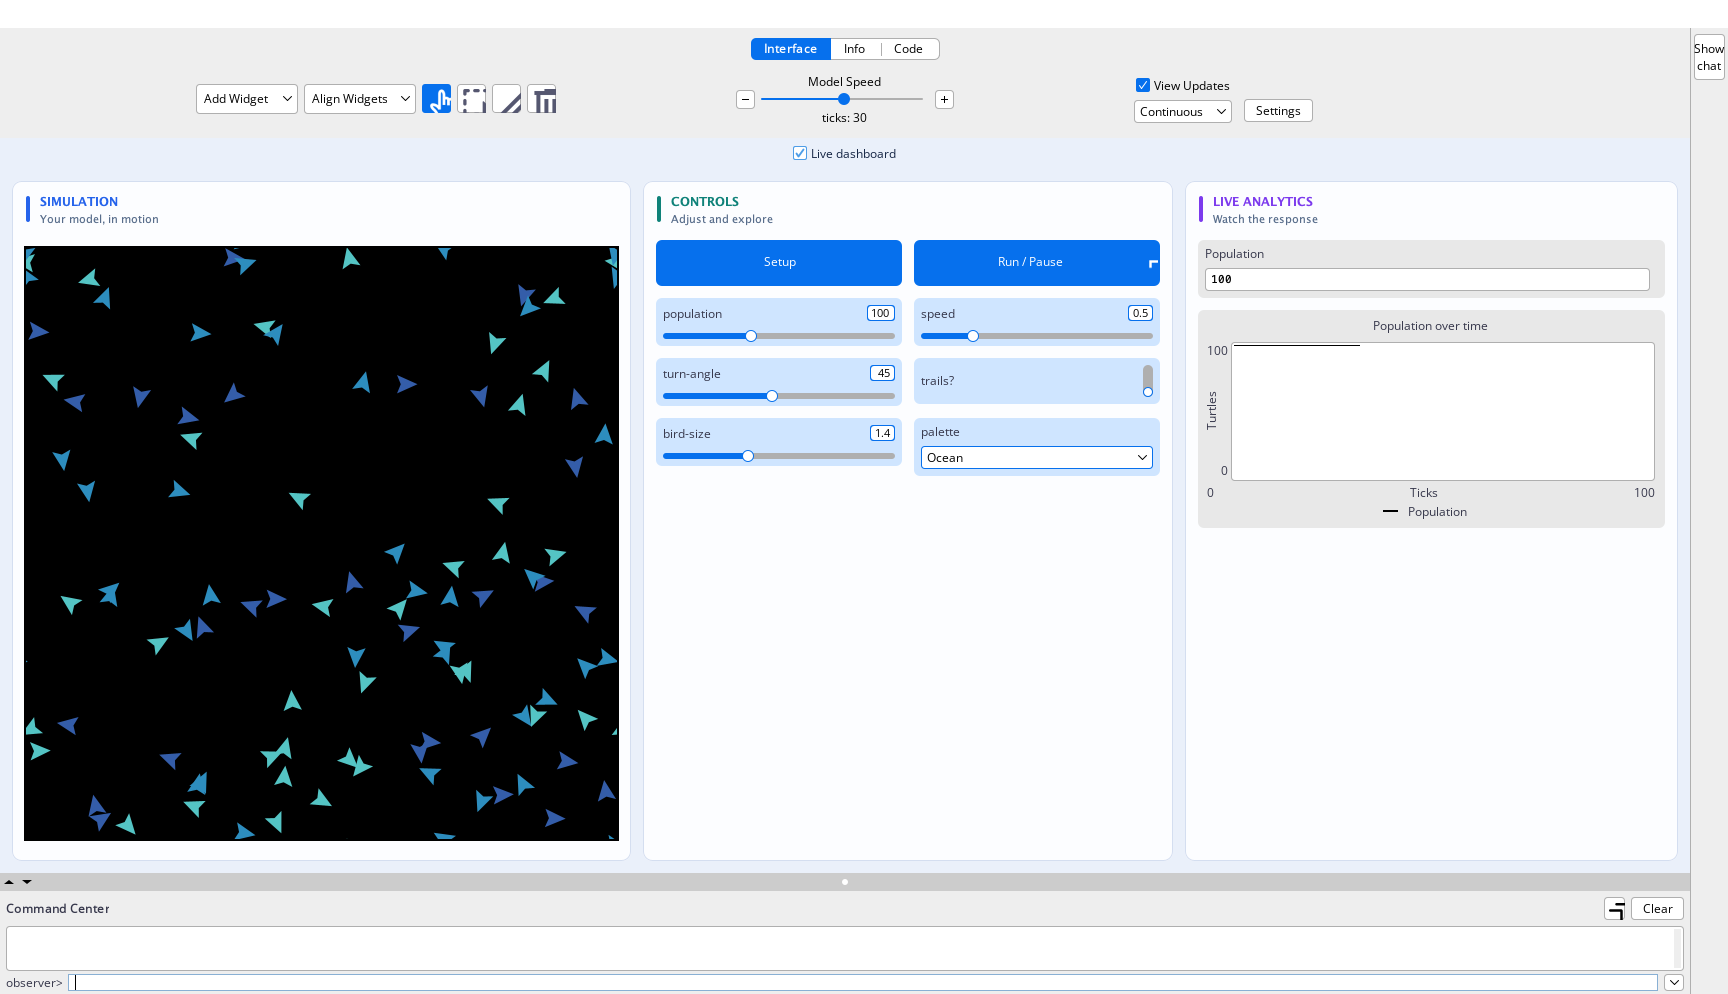 Interface Info Code
Show chat
Add Widget
Align Widgets
Model Speed
ticks: 30
View Updates
Continuous
Settings
Live dashboard
SIMULATION
Your model, in motion
CONTROLS
Adjust and explore
Setup
Run / Pause
population 100
speed 0.5
turn-angle 45
trails?
bird-size 1.4
palette
Ocean
LIVE ANALYTICS
Watch the response
Population
100
Population over time
100
Turtles
0
0 Ticks 100
Population
Command Center
Clear
observer>